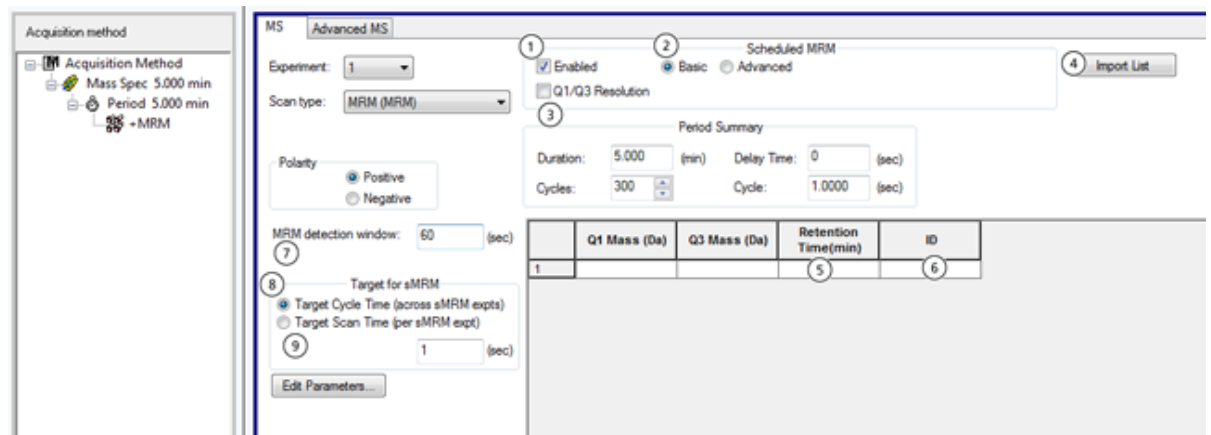 Acquisition method
Acquisition Method
Mass Spec 5.000 min
Period 5.000 min
+MRM
MS
Advanced MS
Experiment:
1
Scan type:
MRM (MRM)
Polarity
Positive
Negative
MRM detection window:
60
(sec)
7
8
Target for sMRM
Target Cycle Time (across sMRM expts)
Target Scan Time (per sMRM expt)
9
1
(sec)
Edit Parameters...
1
2
Scheduled MRM
Enabled
Basic
Advanced
Q1/Q3 Resolution
3
4
Import List
Period Summary
Duration:
5.000
(min)
Delay Time:
0
(sec)
Cycles:
300
Cycle:
1.0000
(sec)
Q1 Mass (Da)
Q3 Mass (Da)
Retention
Time(min)
ID
1
5
6